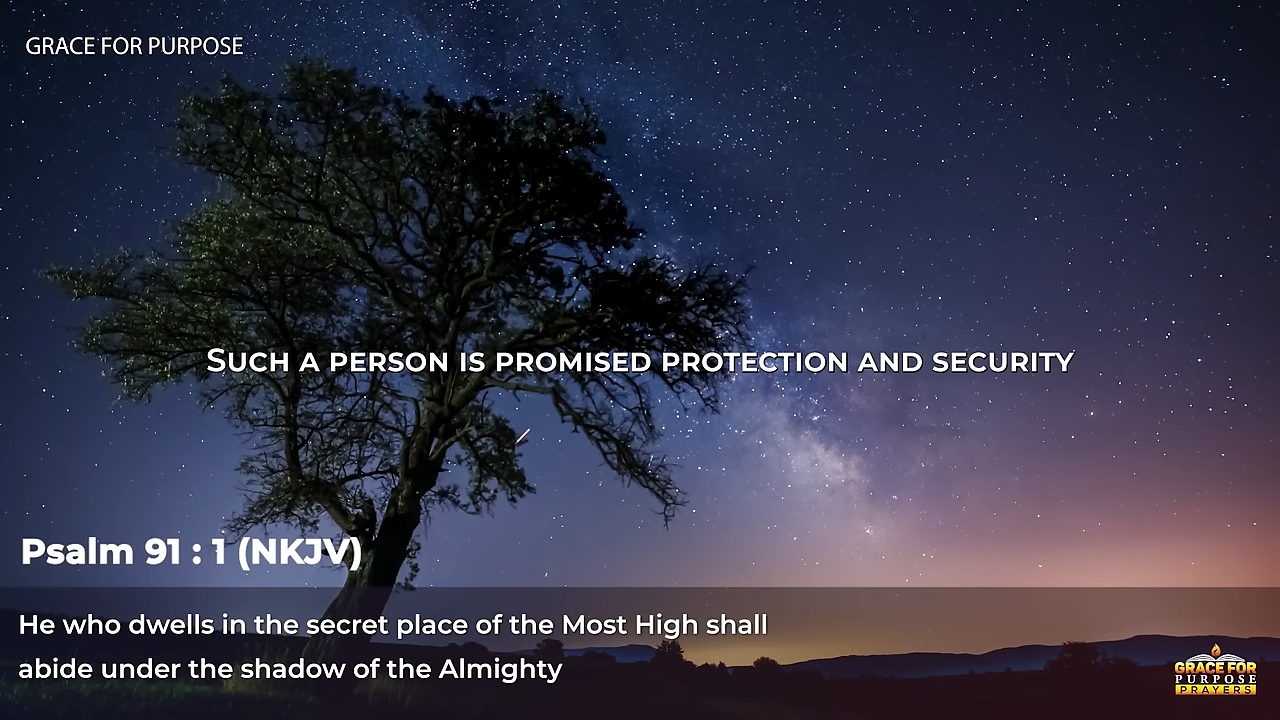 GRACE FOR PURPOSE
SUCH A PERSON IS PROMISED PROTECTION AND SECURITY
Psalm 91 : 1 (NKJV)
He who dwells in the secret place of the Most High shall
abide under the shadow of the Almighty
GRACE FOR
PURPOSE
PRAYERS